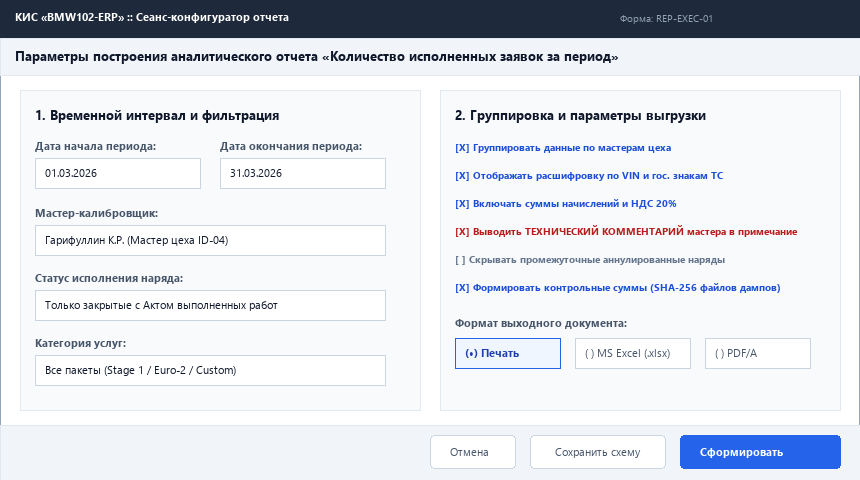 КИС «BMW102-ERP» :: Сеанс-конфигуратор отчета
Форма: REP-EXEC-01
Параметры построения аналитического отчета «Количество исполненных заявок за период»
1. Временной интервал и фильтрация
Дата начала периода:
Дата окончания периода:
01.03.2026
31.03.2026
Мастер-калибровщик:
Гарифуллин К.Р. (Мастер цеха ID-04)
Статус исполнения наряда:
Только закрытые с Актом выполненных работ
Категория услуг:
Все пакеты (Stage 1 / Euro-2 / Custom)
2. Группировка и параметры выгрузки
[X] Группировать данные по мастерам цеха
[X] Отображать расшифровку по VIN и гос. знакам ТС
[X] Включать суммы начислений и НДС 20%
[X] Выводить ТЕХНИЧЕСКИЙ КОММЕНТАРИЙ мастера в примечание
[ ] Скрывать промежуточные аннулированные наряды
[X] Формировать контрольные суммы (SHA-256 файлов дампов)
Формат выходного документа:
(•) Печать
( ) MS Excel (.xlsx)
( ) PDF/A
Отмена
Сохранить схему
Сформировать